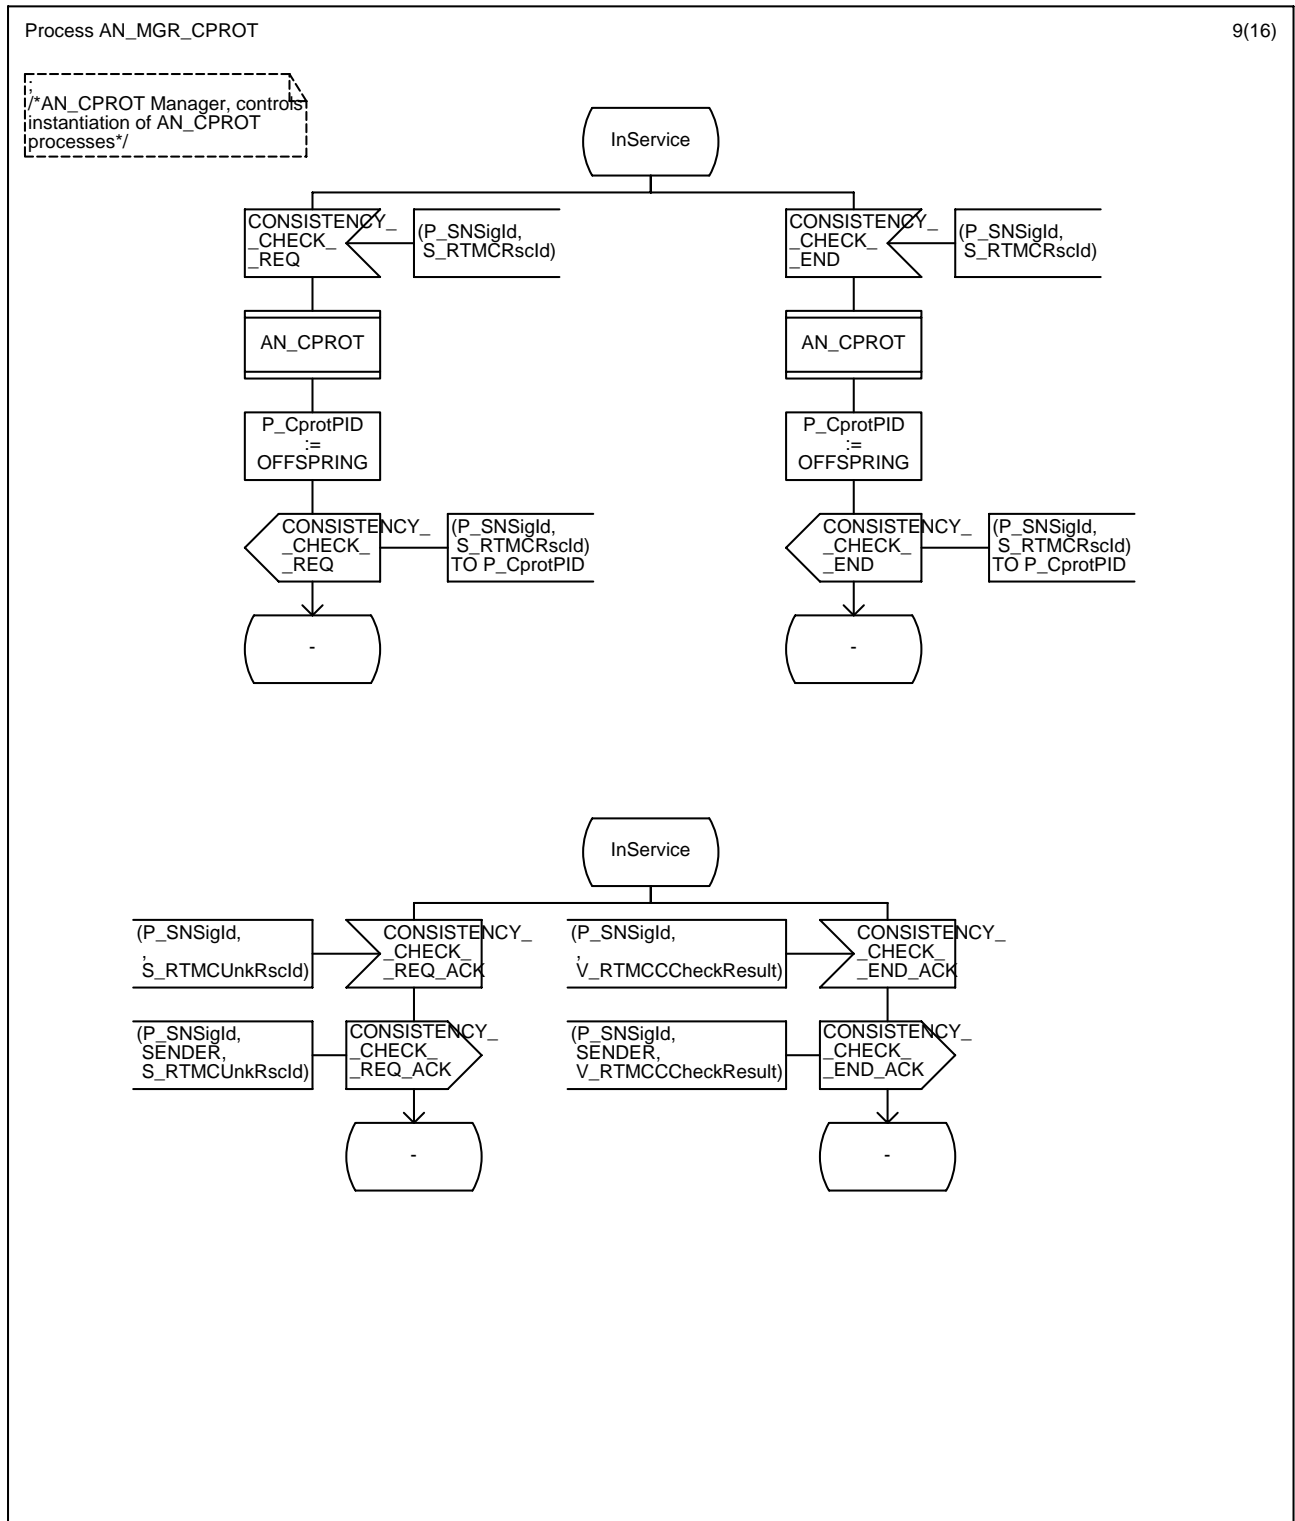 Process AN_MGR_CPROT
9(16)
;
/*AN_CPROT Manager, controls
instantiation of AN_CPROT
processes*/
InService
CONSISTENCY_
_CHECK_
_REQ
(P_SNSigId,
S_RTMCRscId)
CONSISTENCY_
_CHECK_
_END
(P_SNSigId,
S_RTMCRscId)
AN_CPROT
AN_CPROT
P_CprotPID
:=
OFFSPRING
P_CprotPID
:=
OFFSPRING
CONSISTENCY_
_CHECK_
_REQ
(P_SNSigId,
S_RTMCRscId)
TO P_CprotPID
CONSISTENCY_
_CHECK_
_END
(P_SNSigId,
S_RTMCRscId)
TO P_CprotPID
-
-
InService
(P_SNSigId,
,
S_RTMCUnkRscId)
CONSISTENCY_
_CHECK_
_REQ_ACK
(P_SNSigId,
,
V_RTMCCCheckResult)
CONSISTENCY_
_CHECK_
_END_ACK
(P_SNSigId,
SENDER,
S_RTMCUnkRscId)
CONSISTENCY_
_CHECK_
_REQ_ACK
(P_SNSigId,
SENDER,
V_RTMCCCheckResult)
CONSISTENCY_
_CHECK_
_END_ACK
-
-